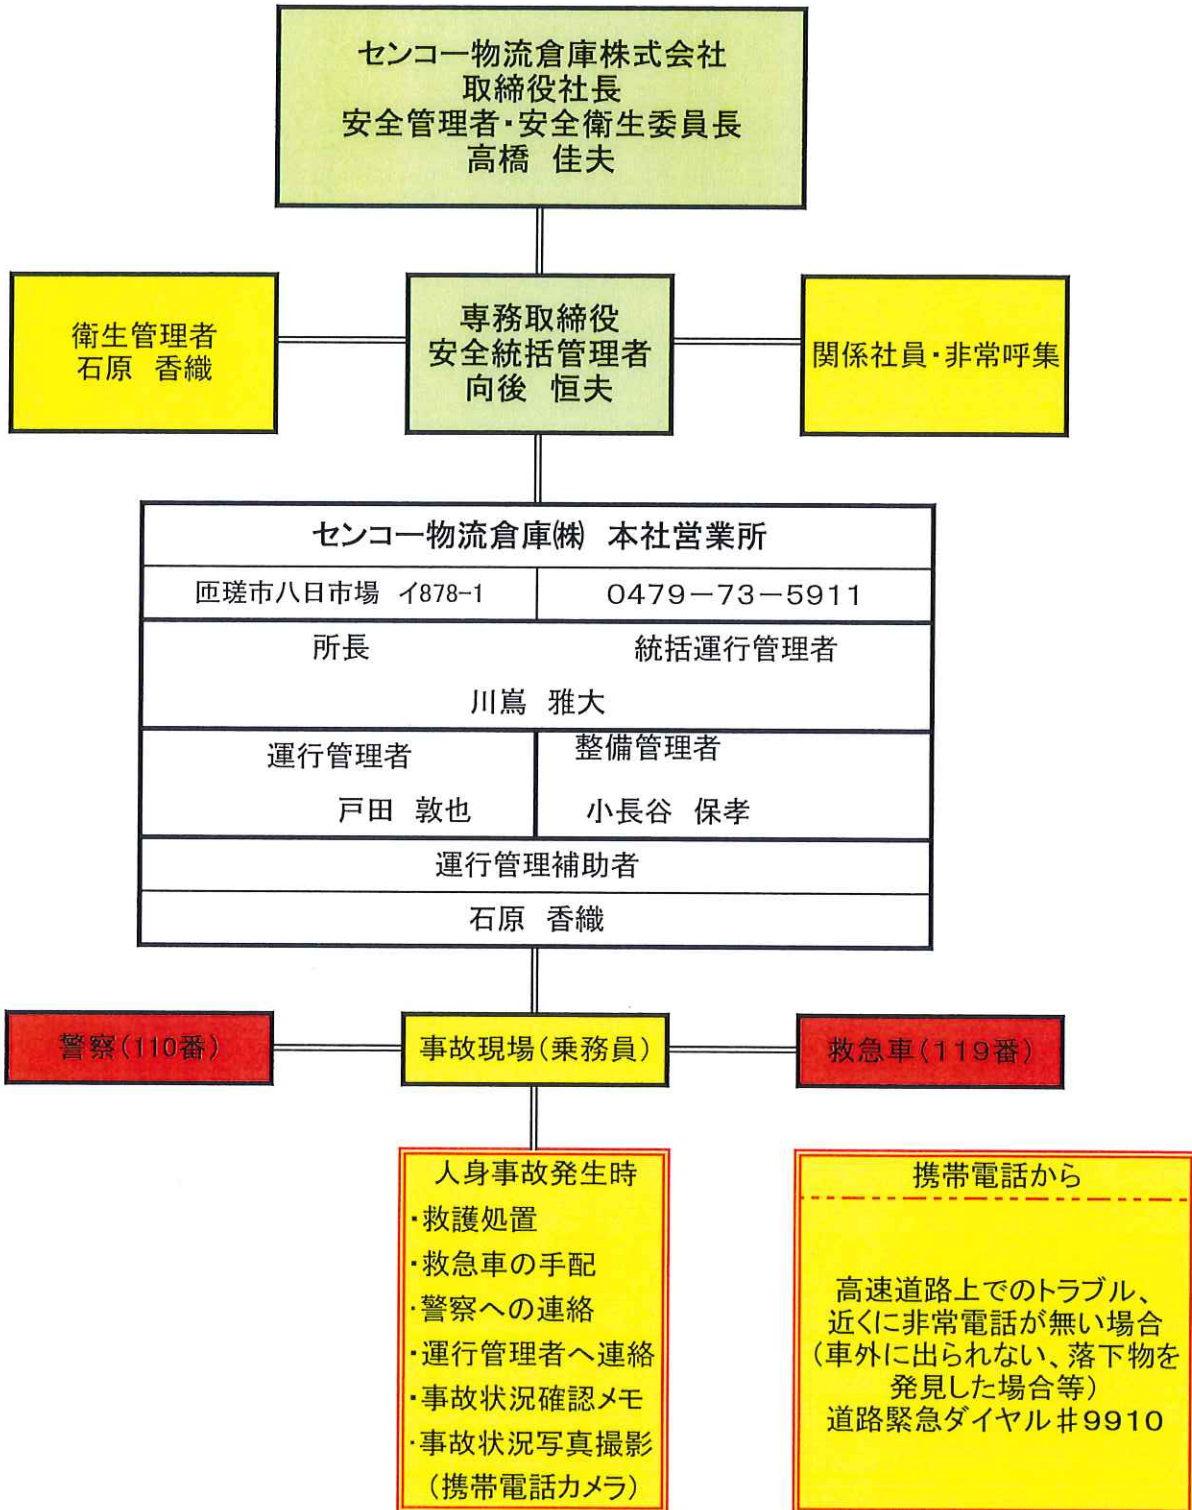 センコー物流倉庫株式会社
取締役社長
安全管理者・安全衛生委員長
高橋 佳夫
衛生管理者
石原 香織
専務取締役
安全統括管理者
向後 恒夫
関係社員・非常呼集
センコー物流倉庫㈱ 本社営業所
匝瑳市八日市場 イ878-1
0479－73－5911
所長 統括運行管理者
川嶌 雅大
運行管理者
戸田 敦也
整備管理者
小長谷 保孝
運行管理補助者
石原 香織
警察(110番)
事故現場(乗務員)
救急車(119番)
人身事故発生時
・救護処置
・救急車の手配
・警察への連絡
・運行管理者へ連絡
・事故状況確認メモ
・事故状況写真撮影
(携帯電話カメラ)
携帯電話から
高速道路上でのトラブル、
近くに非常電話が無い場合
(車外に出られない、落下物を
発見した場合等)
道路緊急ダイヤル＃9910